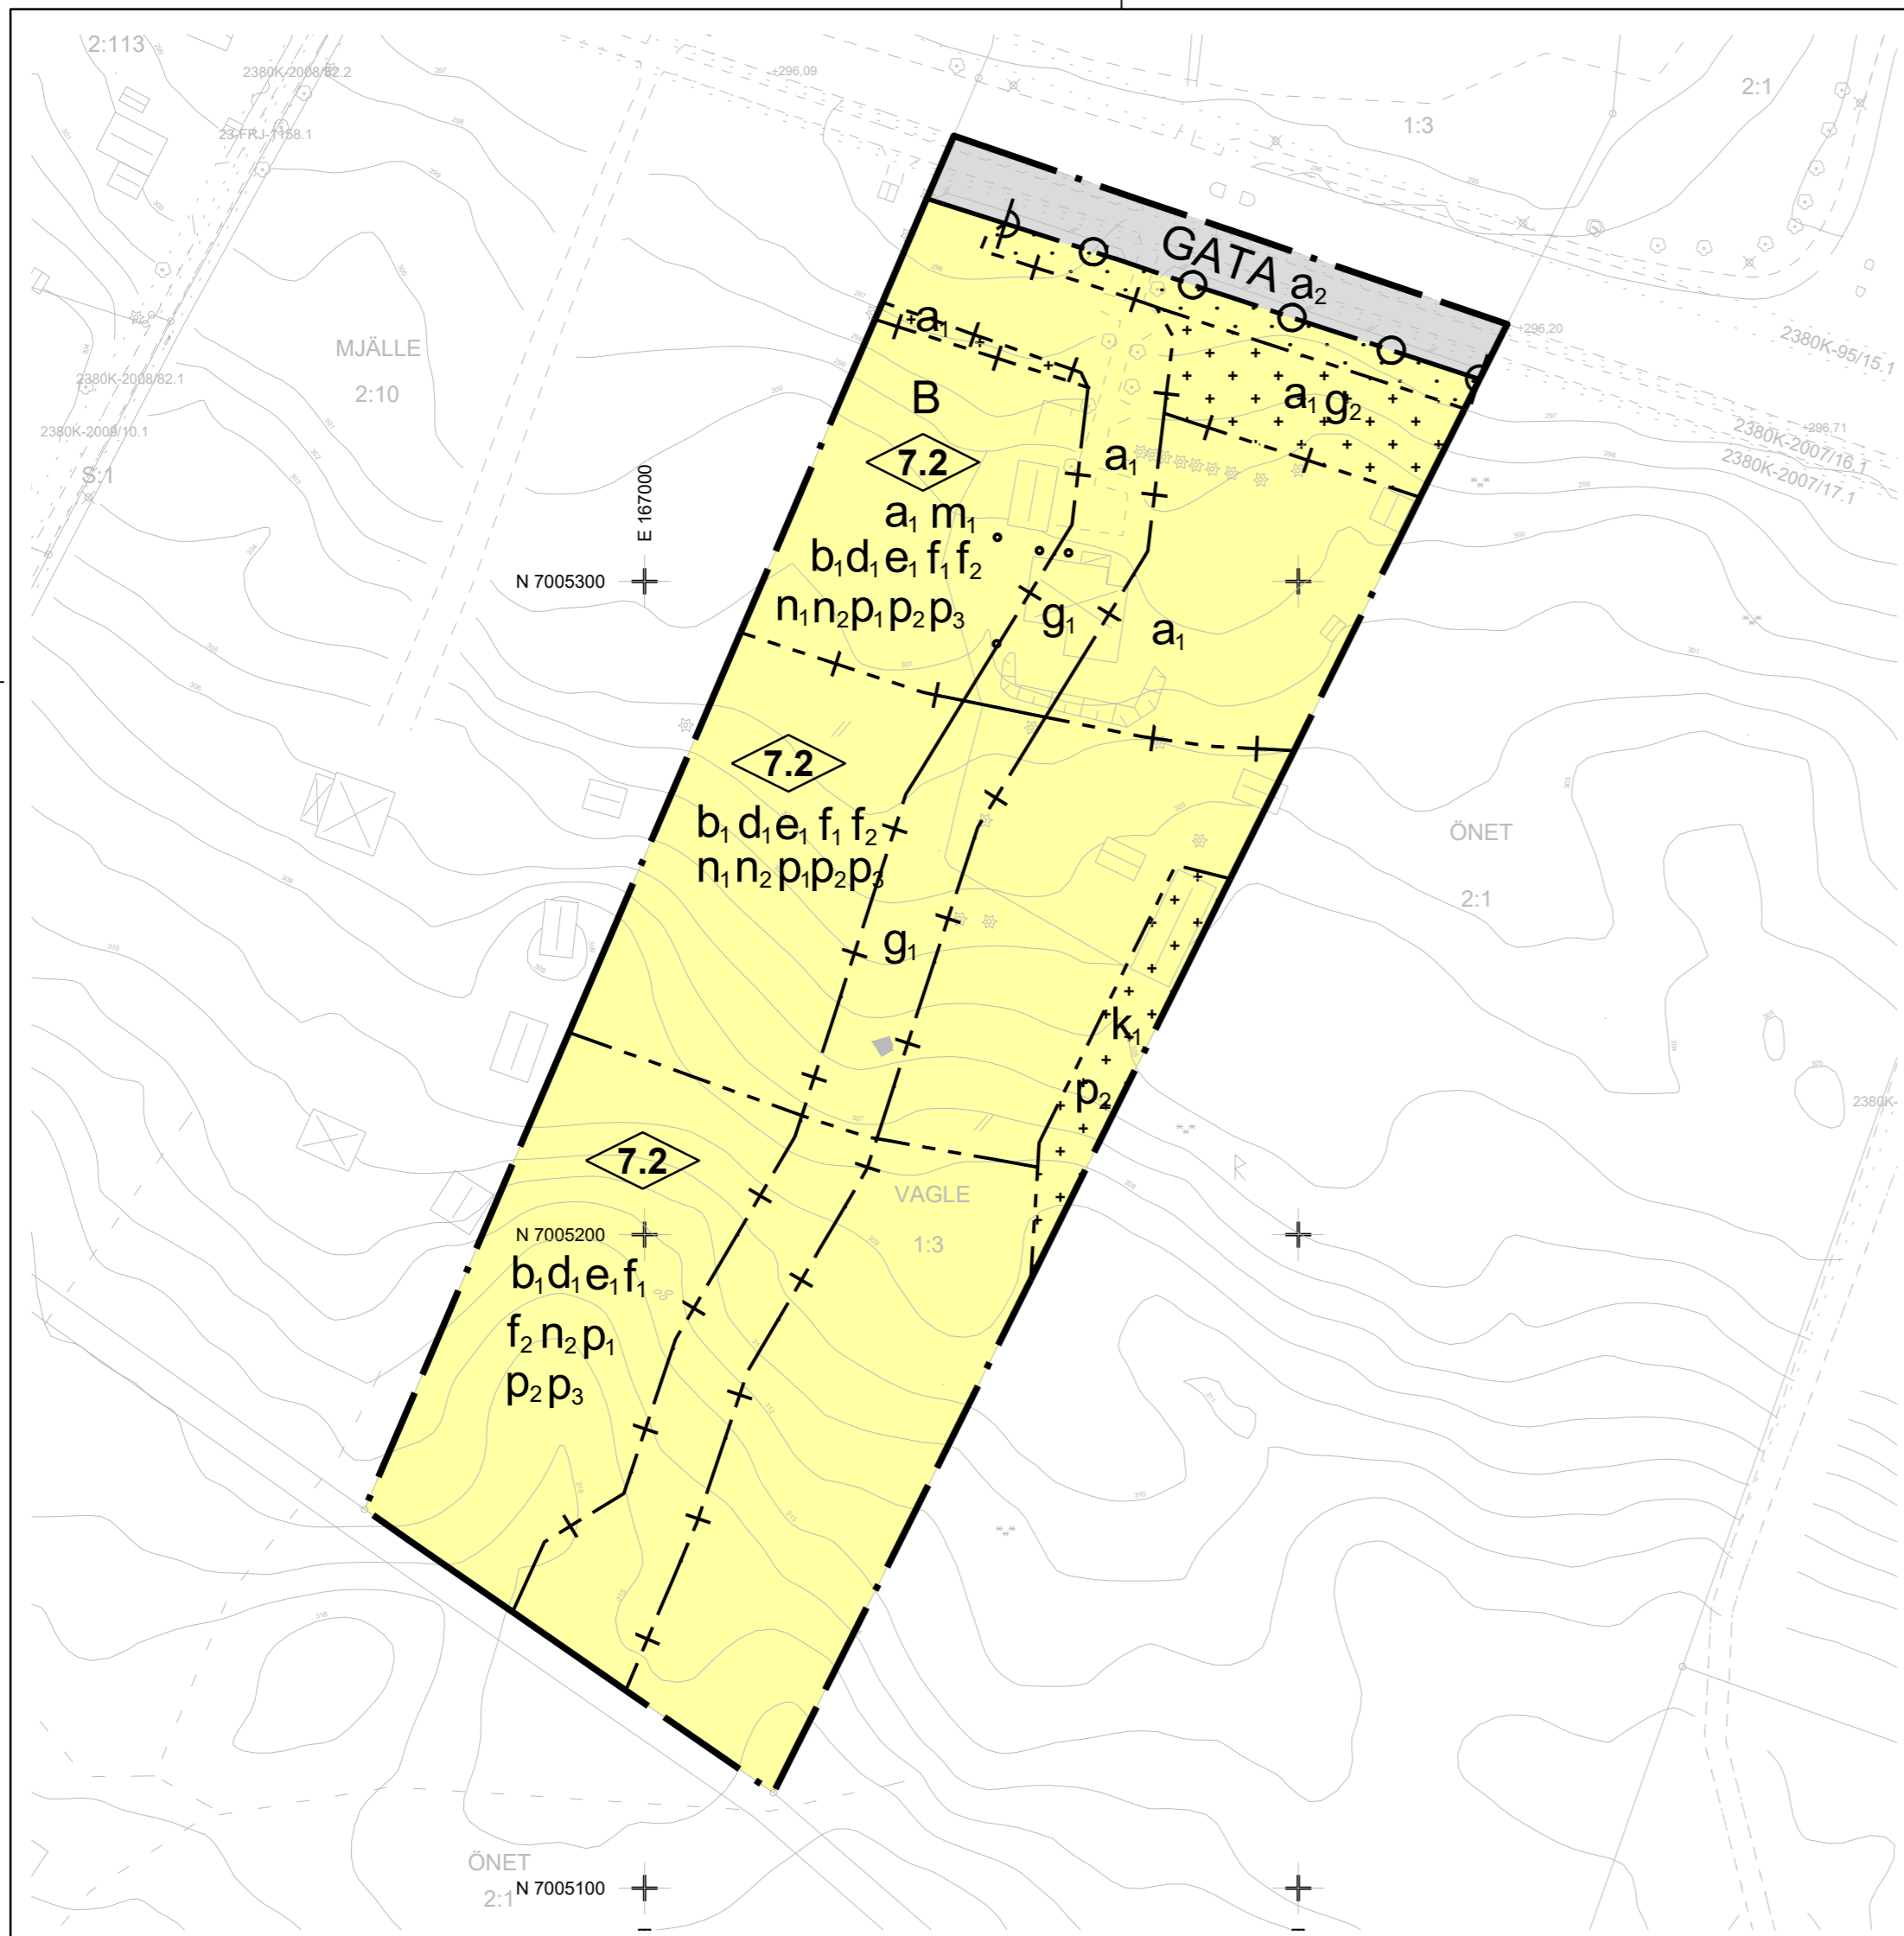 2:113
2380K-2008/82.2
+296,09
2:1
1:3
23-FRJ-1158.1
GATA a₂
+296,20
2380K-95/15.1
MJÄLLE
a₁
2380K-2008/82.1
2:10
B
a₁ g₂
2380K-2009/10.1
+296,71
2380K-2007/16.1
2380K-2007/17.1
S:1
7.2
a₁
E 167000
a₁ m₁
b₁ d₁ e₁ f₁ f₂
N 7005300
n₁ n₂ p₁ p₂ p₃
g₁
a₁
7.2
b₁ d₁ e₁ f₁ f₂
n₁ n₂ p₁ p₂ p₃
ÖNET
2:1
g₁
k₁
p₂
2380K-
7.2
VAGLE
1:3
N 7005200
b₁ d₁ e₁ f₁
f₂ n₂ p₁
p₂ p₃
ÖNET
2:1
N 7005100